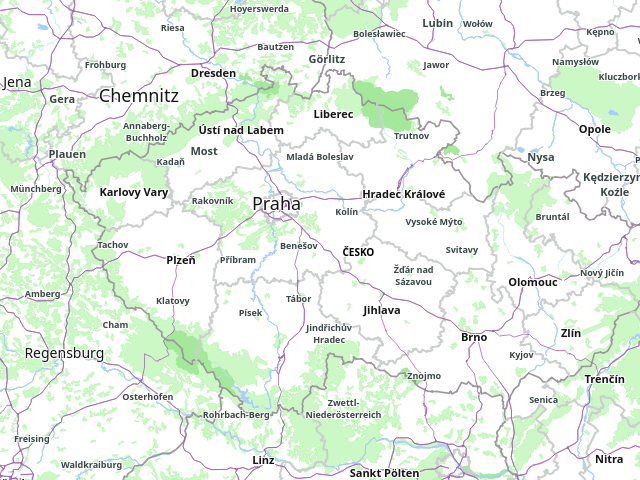 Hoyerswerda
Lubin
Wołów
Riesa
Bolesławiec
Kępno
Bautzen
Görlitz
Frohburg
Jawor
Namysłów
Dresden
Kluczbork
Jena
Gera
Chemnitz
Brzeg
Liberec
Annaberg-
Buchholz
Ústí nad Labem
Opole
Trutnov
Plauen
Most
Kadaň
Mladá Boleslav
Nysa
Münchberg
Karlovy Vary
Kędzierzyn
Koźle
Rakovník
Praha
Hradec Králové
Kolín
Vysoké Mýto
Bruntál
Tachov
Benešov
ČESKO
Svitavy
Plzeň
Příbram
Žďár nad
Sázavou
Nový Jičín
Olomouc
Amberg
Klatovy
Tábor
Písek
Jihlava
Cham
Jindřichův
Hradec
Brno
Zlín
Regensburg
Kyjov
Znojmo
Trenčín
Osterhofen
Zwettl-
Niederösterreich
Senica
Rohrbach-Berg
Freising
Waldkraiburg
Linz
Sankt Pölten
Nitra